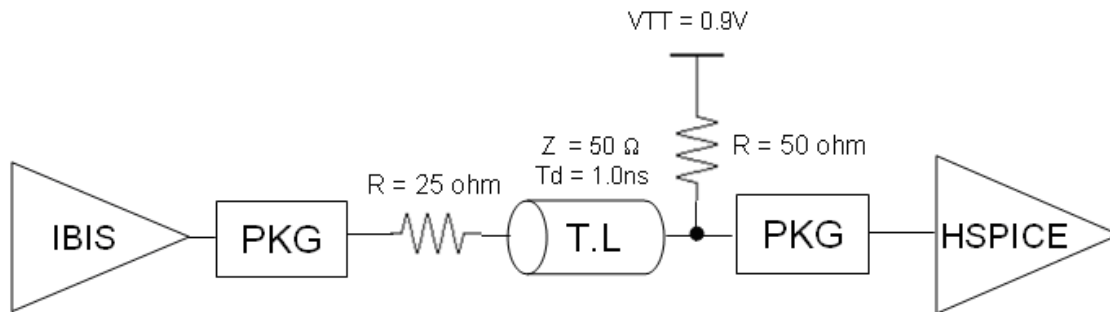 VTT = 0.9V
Z = 50 Ω
Td = 1.0ns
R = 50 ohm
R = 25 ohm
IBIS
PKG
T.L
PKG
HSPICE